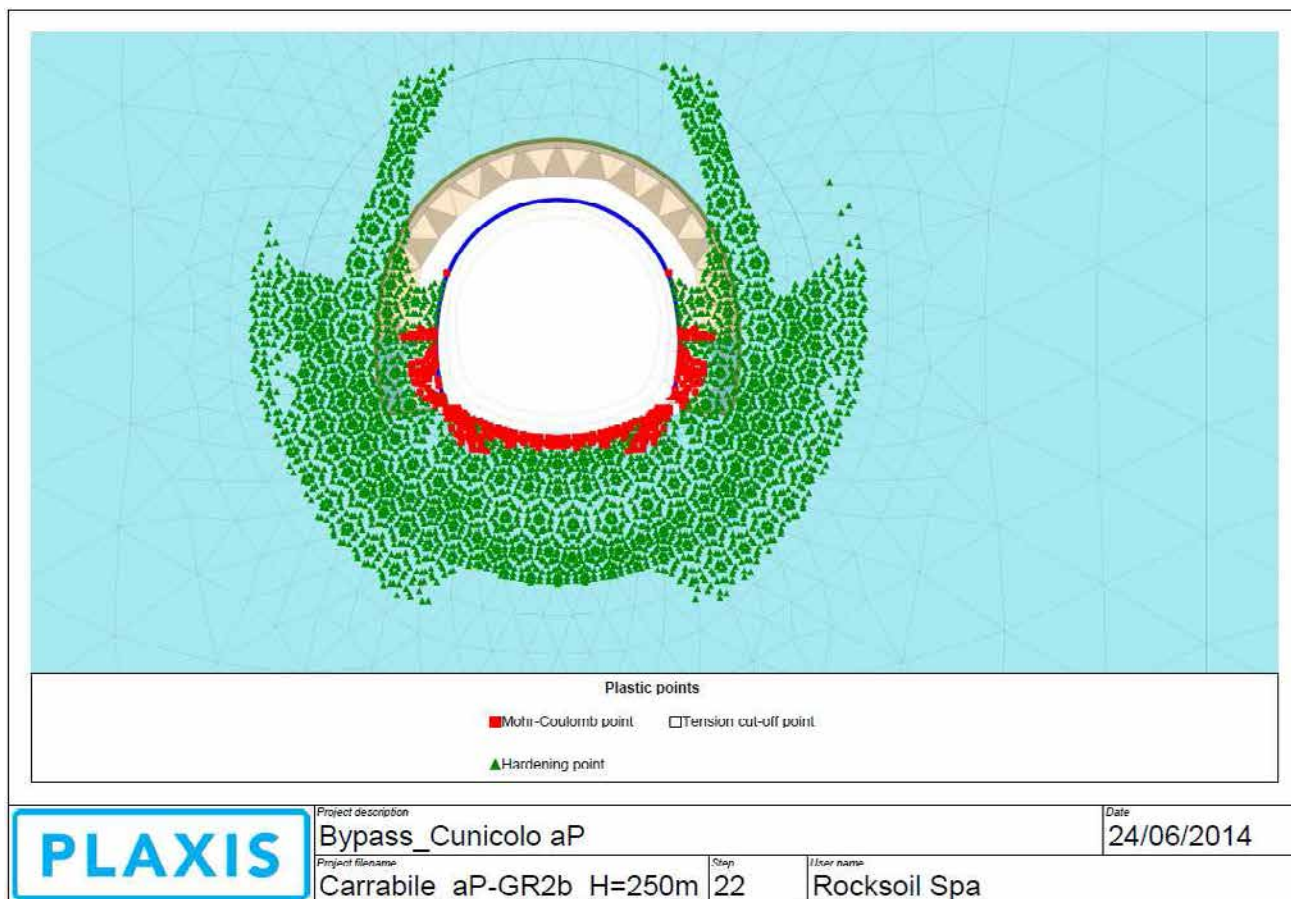 Plastic points
Mohr-Coulomb point Tension cut-off point
Hardening point
PLAXIS
Project description
Bypass_Cunicolo aP
Date
24/06/2014
Project filename
Carrabile aP-GR2b H=250m
Step
22
User name
Rocksoil Spa